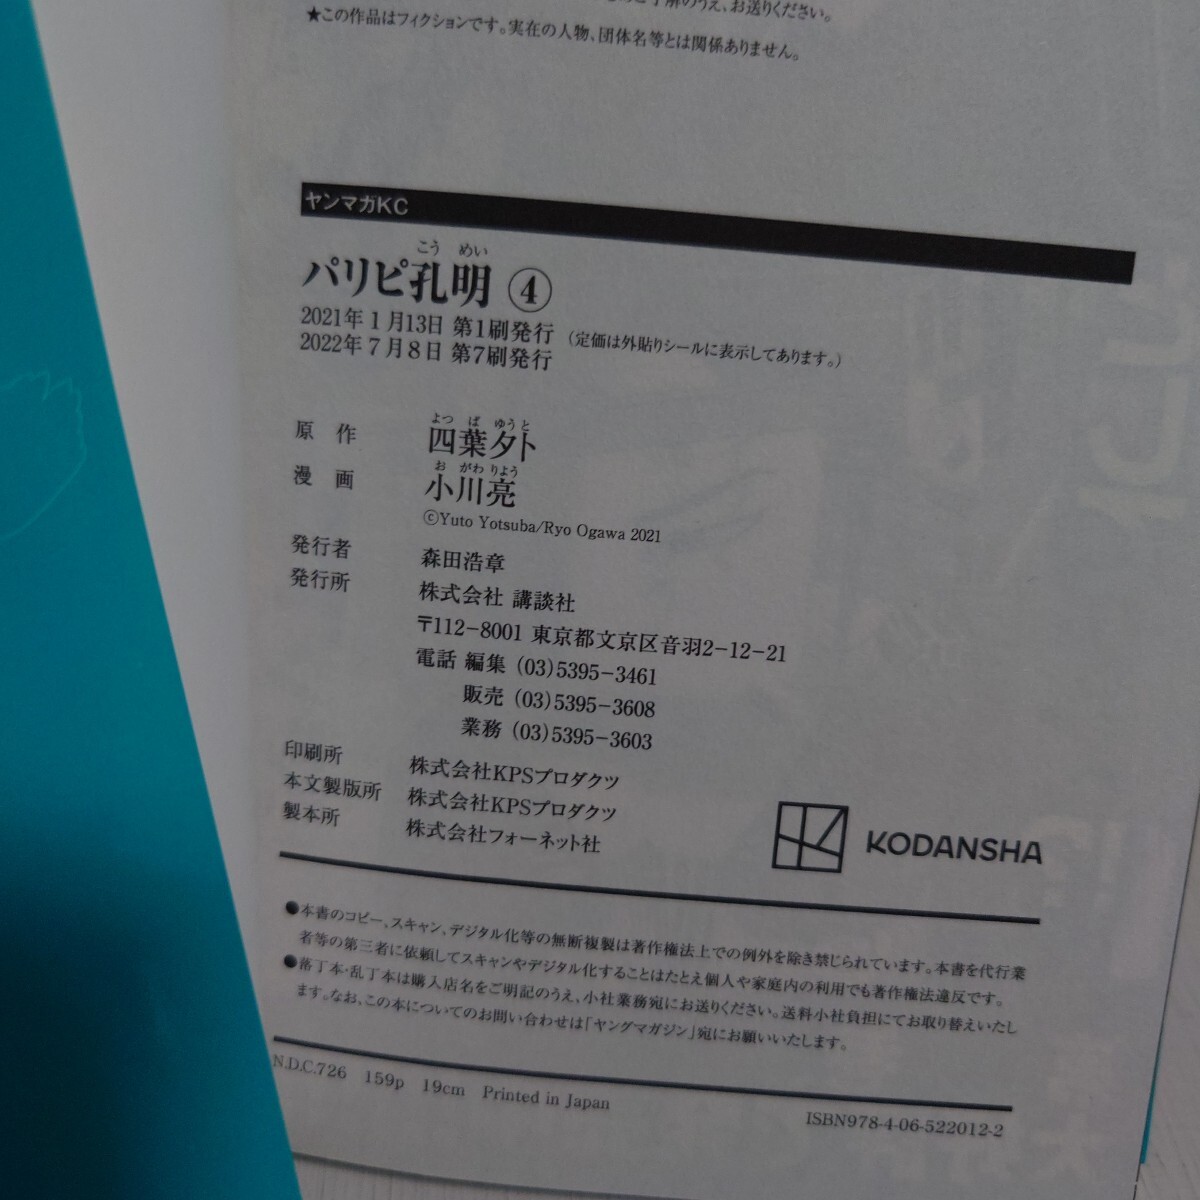 のうえ、お送りください。
★この作品はフィクションです。実在の人物、団体名等とは関係ありません。
ヤンマガKC
こう めい
パリピ孔明 ④
2021年1月13日 第1刷発行 (定価は外貼りシールに表示してあります。)
2022年7月8日 第7刷発行
よつ ば ゆうと
原 作 四葉夕ト
お がわ りょう
漫 画 小川亮
©Yuto Yotsuba/Ryo Ogawa 2021
発行者 森田浩章
発行所 株式会社 講談社
〒112-8001 東京都文京区音羽2-12-21
電話 編集 (03)5395-3461
販売 (03)5395-3608
業務 (03)5395-3603
印刷所 株式会社KPSプロダクツ
本文製版所 株式会社KPSプロダクツ
製本所 株式会社フォーネット社
KODANSHA
●本書のコピー、スキャン、デジタル化等の無断複製は著作権法上での例外を除き禁じられています。本書を代行業
者等の第三者に依頼してスキャンやデジタル化することはたとえ個人や家庭内の利用でも著作権法違反です。
●落丁本・乱丁本は購入店名をご明記のうえ、小社業務宛にお送りください。送料小社負担にてお取り替えいたし
ます。なお、この本についてのお問い合わせは「ヤングマガジン」宛にお願いいたします。
N.D.C.726 159p 19cm Printed in Japan
ISBN978-4-06-522012-2